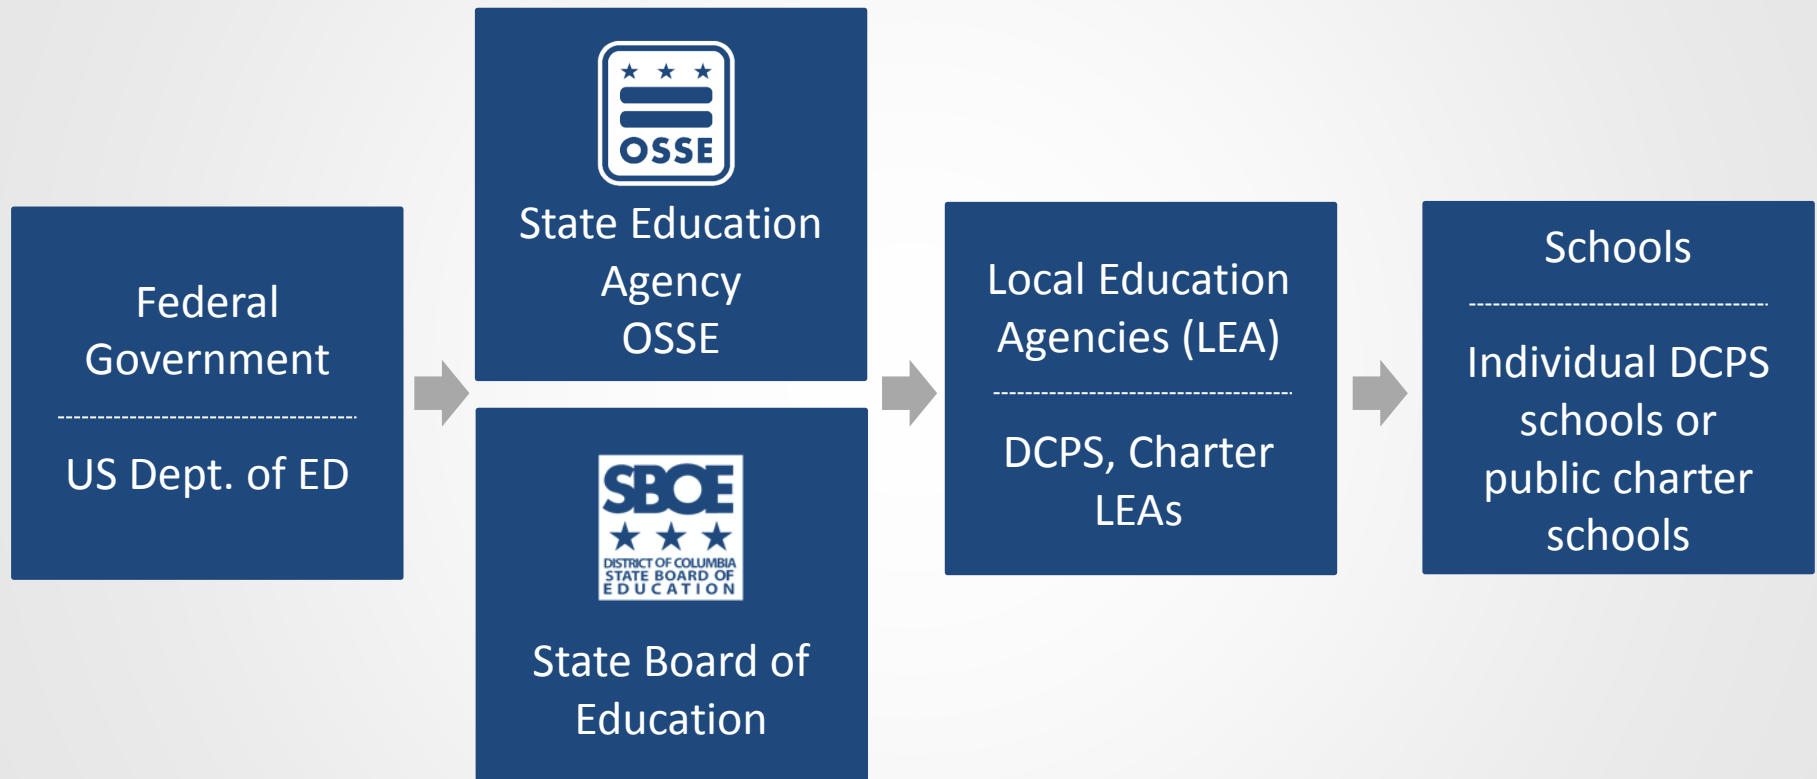 Federal
Government
US Dept. of ED
OSSE
State Education
Agency
OSSE
SBOE
DISTRICT OF COLUMBIA
STATE BOARD OF
EDUCATION
State Board of
Education
Local Education
Agencies (LEA)
DCPS, Charter
LEAs
Schools
Individual DCPS
schools or
public charter
schools